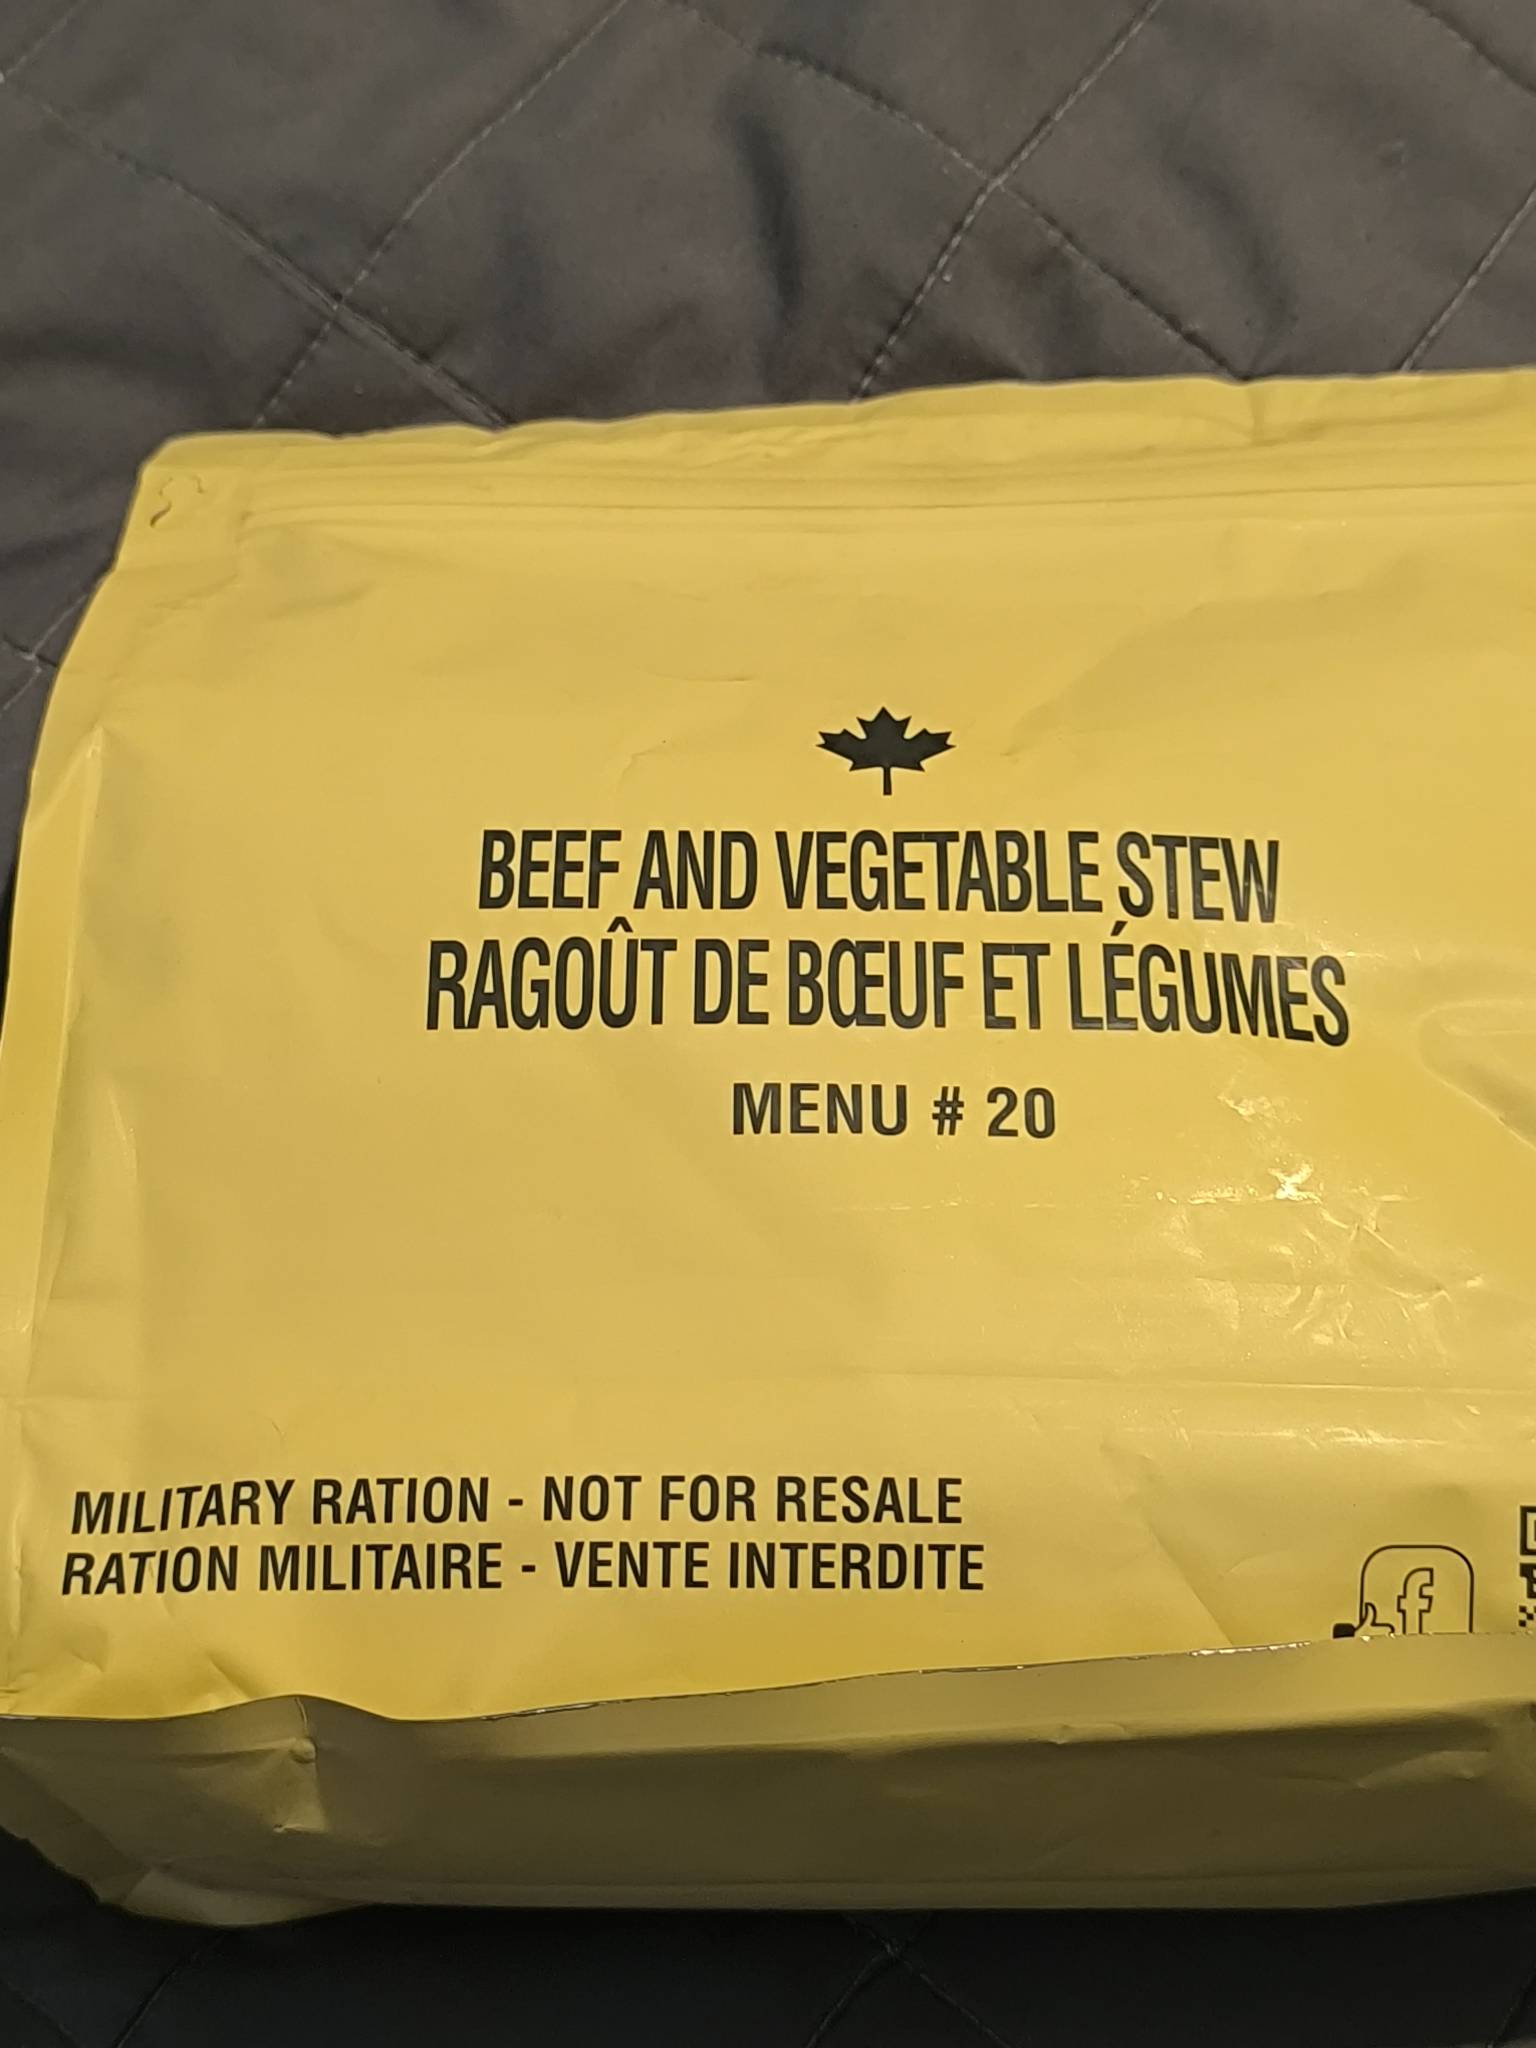 BEEF AND VEGETABLE STEW
RAGOÛT DE BŒUF ET LÉGUMES
MENU # 20
MILITARY RATION - NOT FOR RESALE
RATION MILITAIRE - VENTE INTERDITE
f